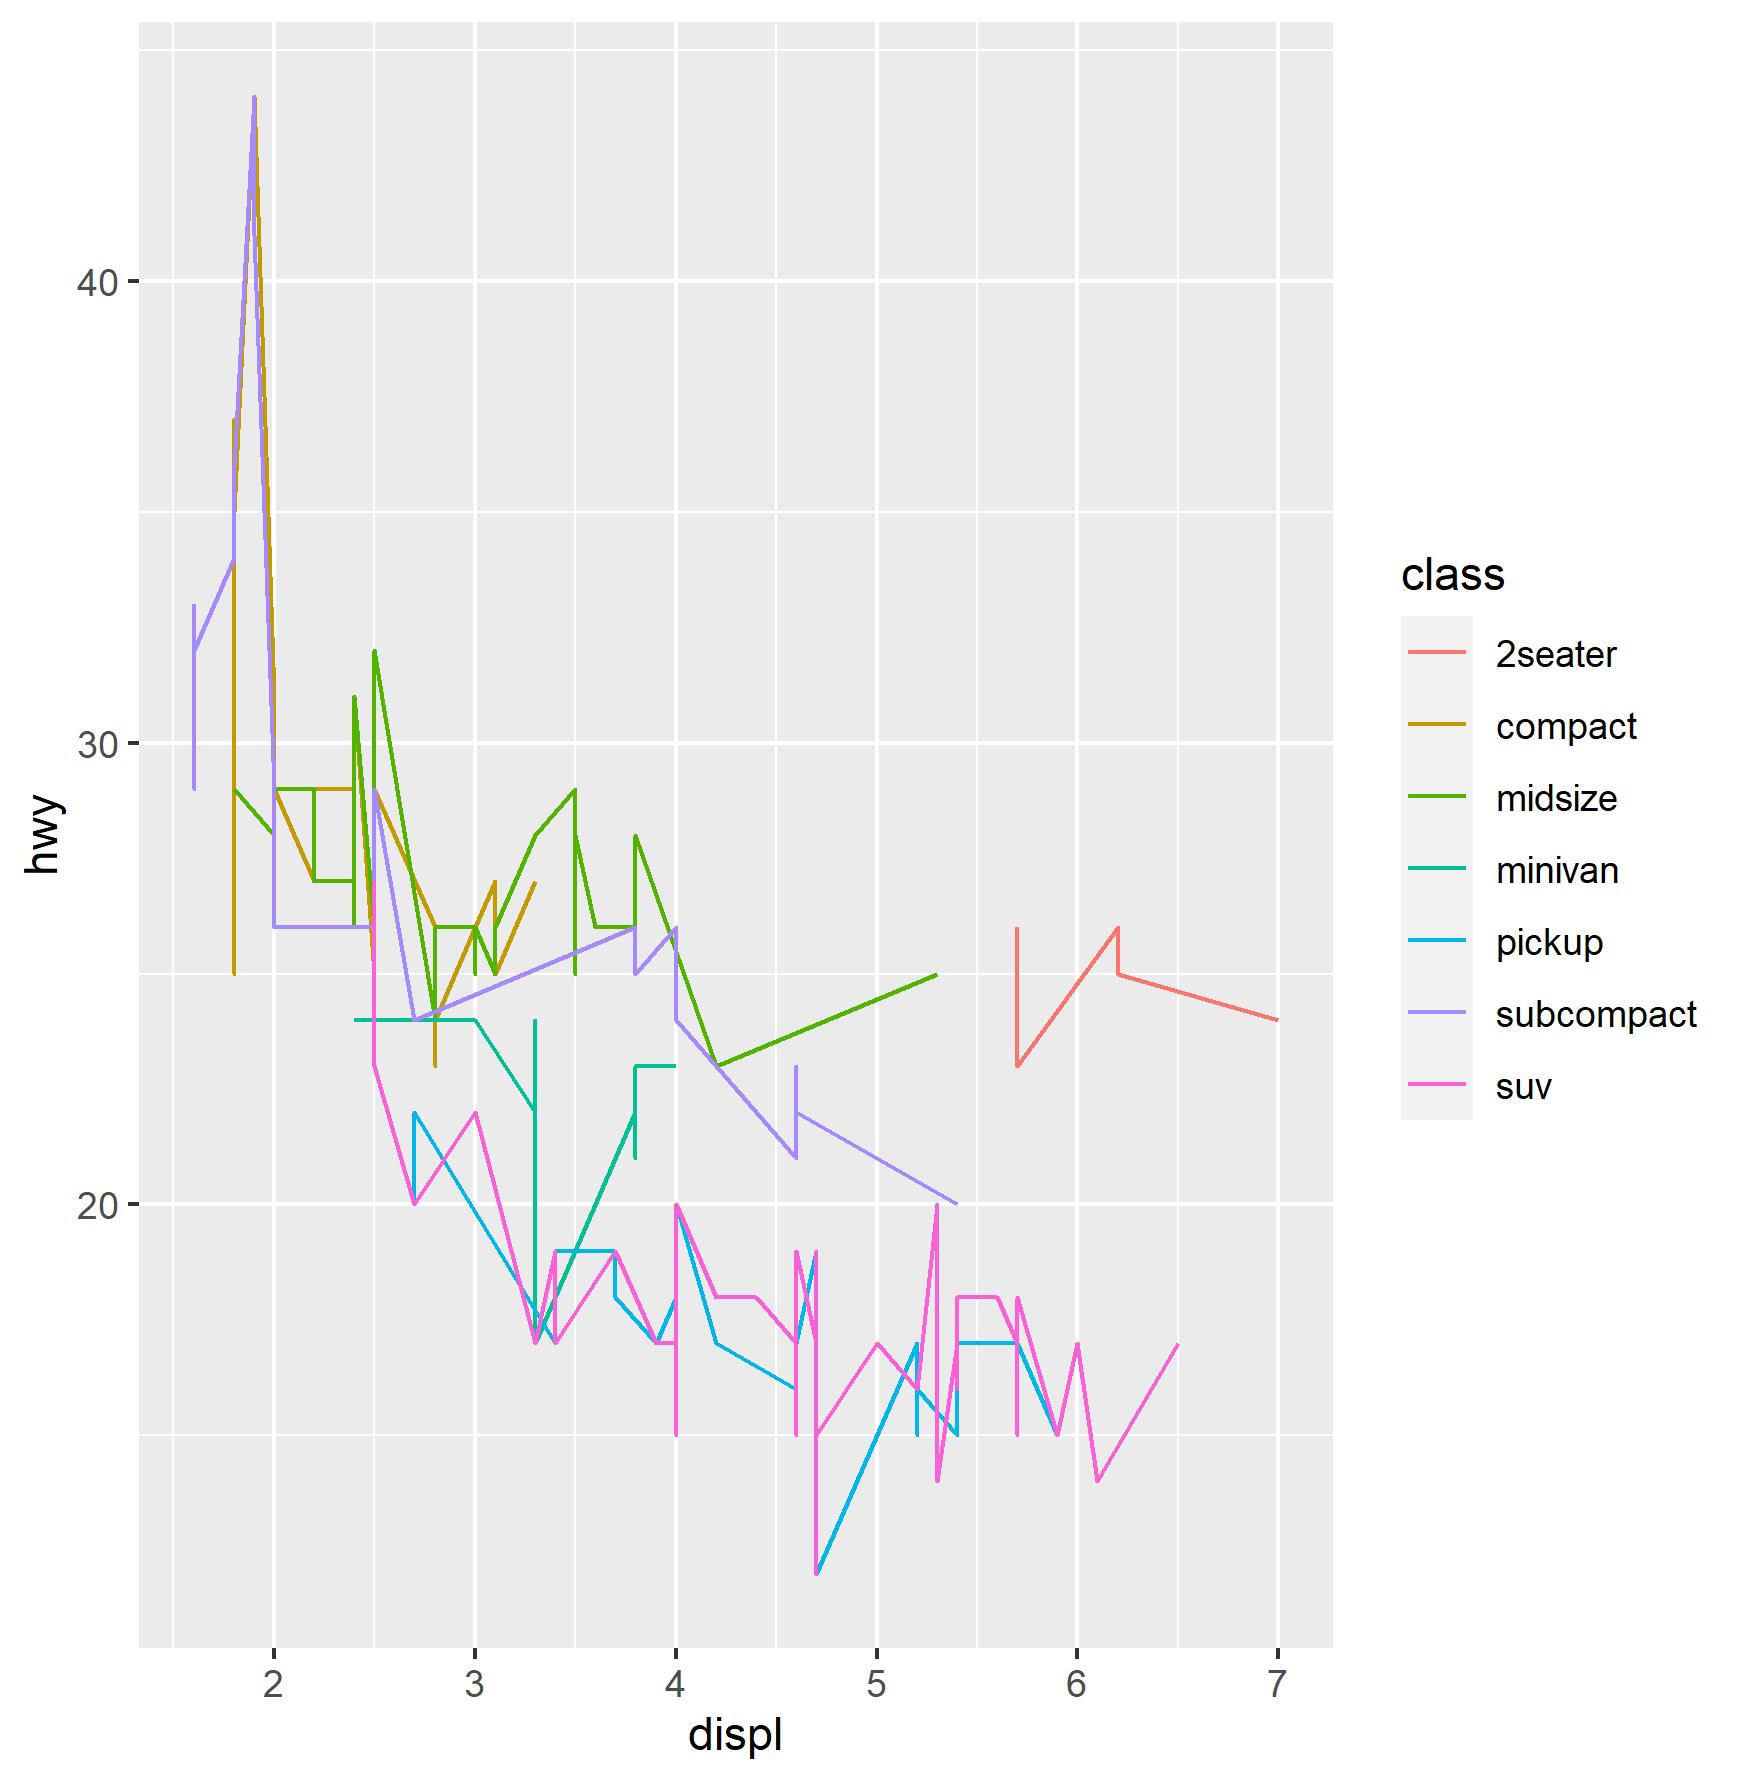 40
30
20
hwy
2 3 4 5 6 7
displ
class
2seater
compact
midsize
minivan
pickup
subcompact
suv